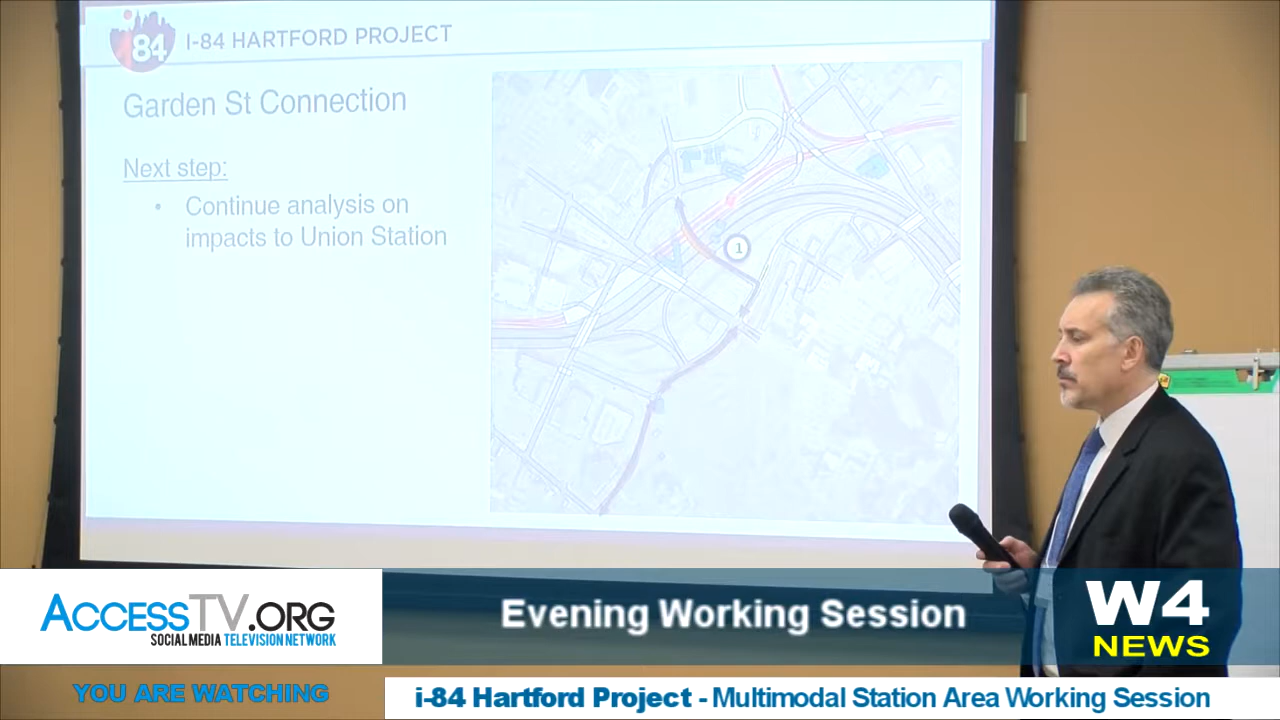 84
I-84 HARTFORD PROJECT
Garden St Connection
Next step:
• Continue analysis on
impacts to Union Station
1
ACCESSTV.ORG
SOCIAL MEDIA TELEVISION NETWORK
Evening Working Session
W4
NEWS
YOU ARE WATCHING
i-84 Hartford Project - Multimodal Station Area Working Session